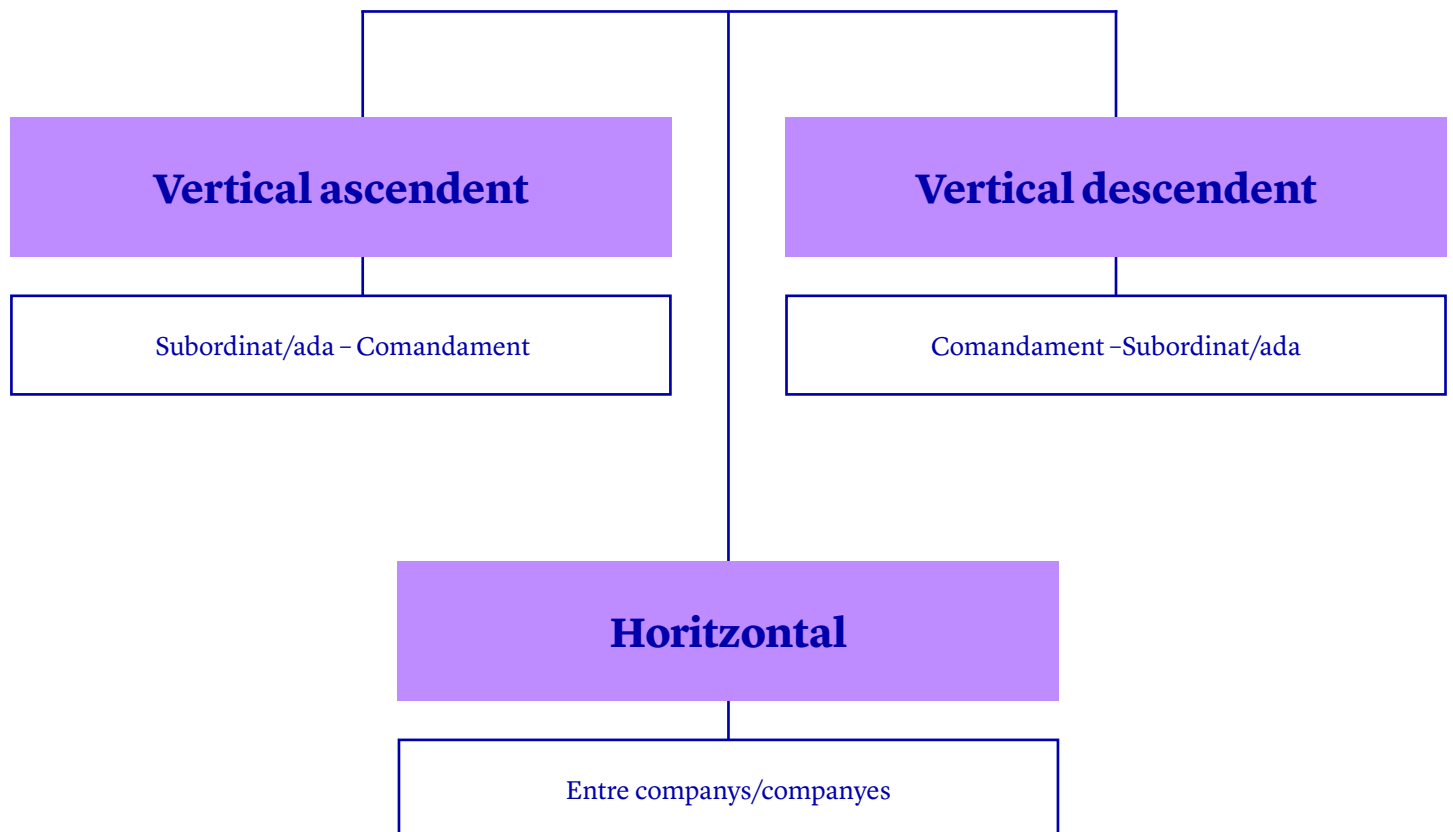 Vertical ascendent
Vertical descendent
Subordinat/ada – Comandament
Comandament –Subordinat/ada
Horitzontal
Entre companys/companyes